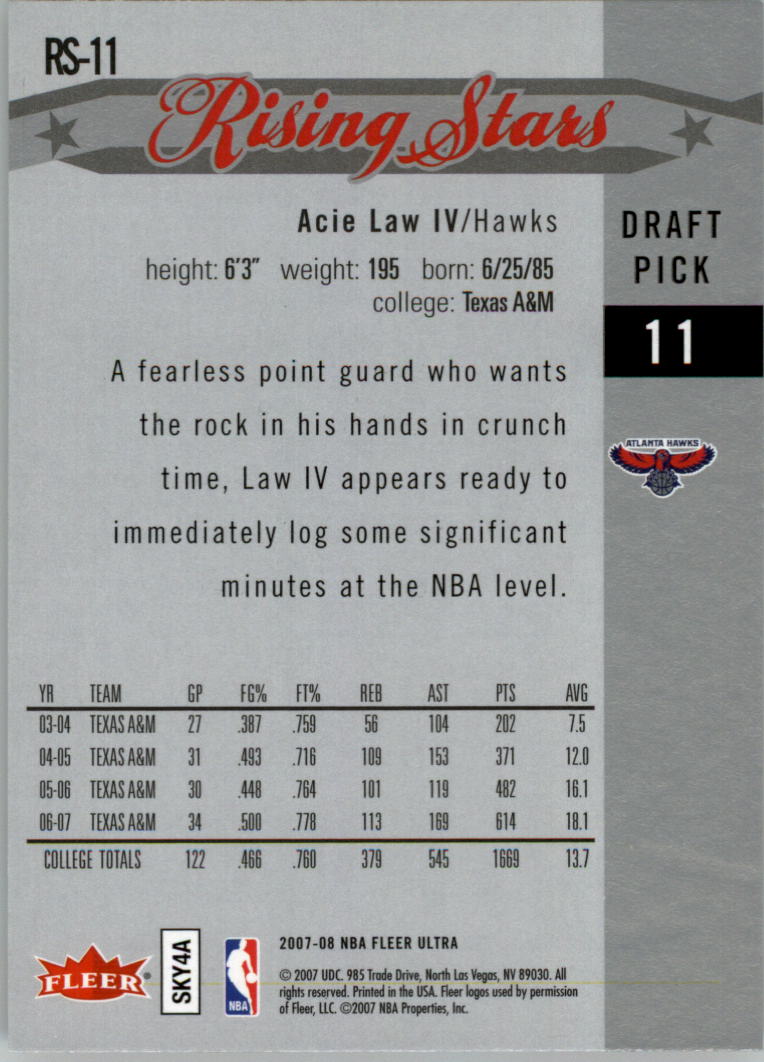 RS-11
Rising Stars
Acie Law IV/Hawks
height: 6'3" weight: 195 born: 6/25/85
college: Texas A&M
DRAFT
PICK
11
ATLANTA HAWKS
A fearless point guard who wants
the rock in his hands in crunch
time, Law IV appears ready to
immediately log some significant
minutes at the NBA level.
YR TEAM GP FG% FT% REB AST PTS AVG
03-04 TEXAS A&M 27 .387 .759 56 104 202 7.5
04-05 TEXAS A&M 31 .493 .716 109 153 371 12.0
05-06 TEXAS A&M 30 .448 .764 101 119 482 16.1
06-07 TEXAS A&M 34 .500 .778 113 169 614 18.1
COLLEGE TOTALS 122 .466 .760 379 545 1669 13.7
FLEER®
SKY4A
NBA
2007-08 NBA FLEER ULTRA
© 2007 UDC. 985 Trade Drive, North Las Vegas, NV 89030. All
rights reserved. Printed in the USA. Fleer logos used by permission
of Fleer, LLC. ©2007 NBA Properties, Inc.